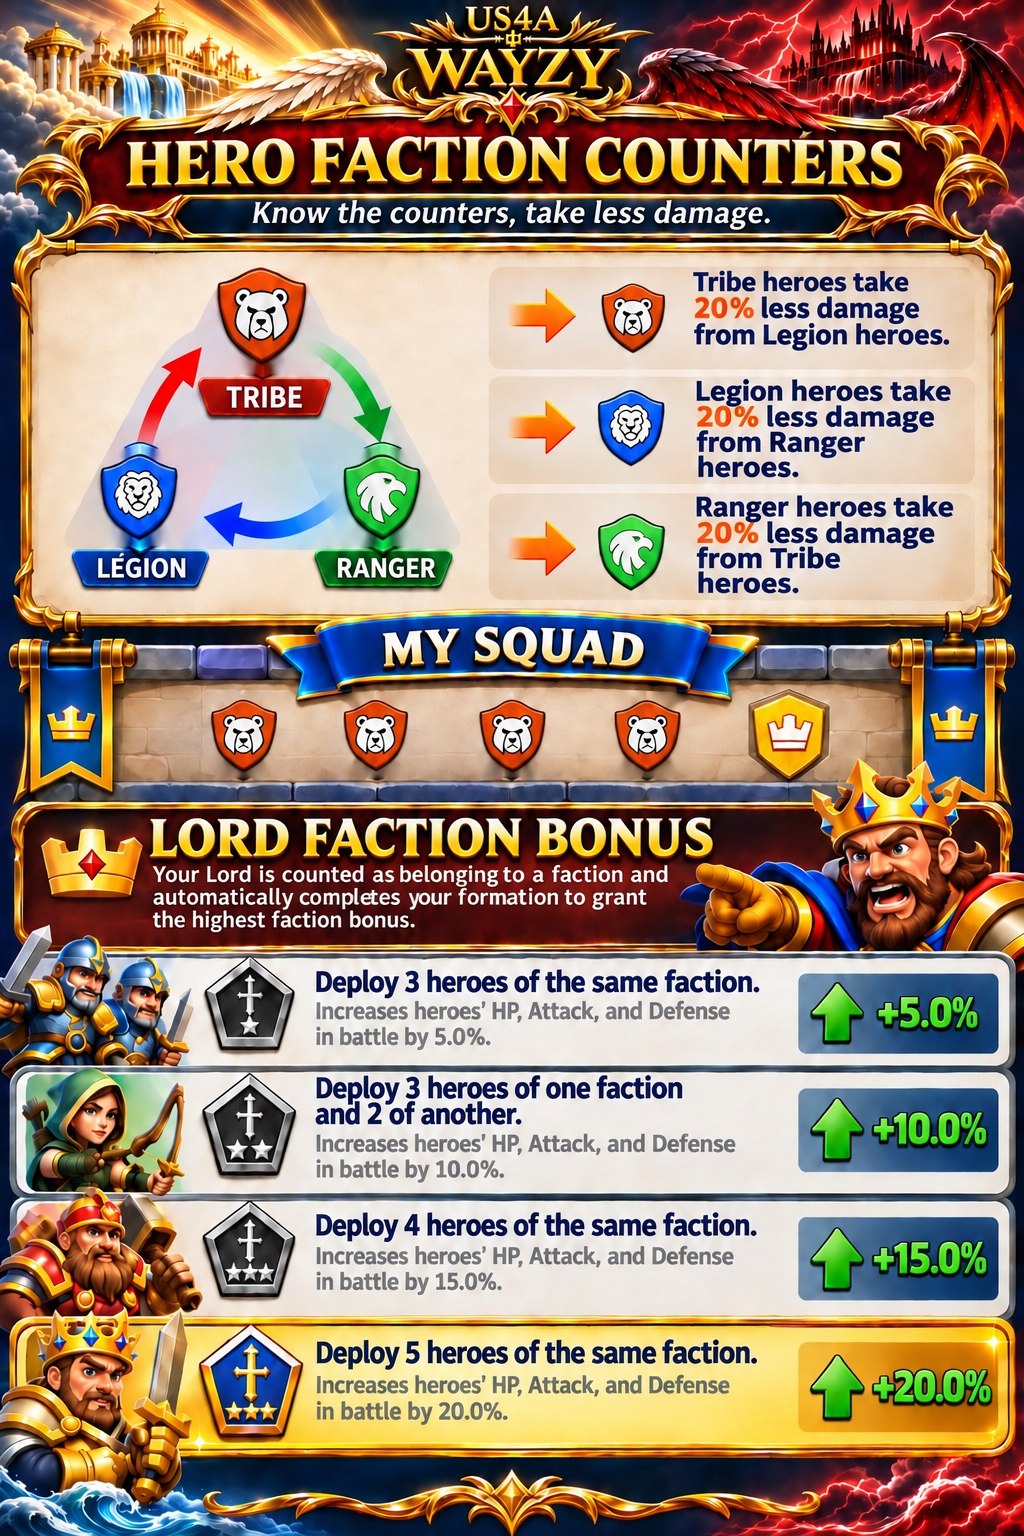 US4A
WAYZY
HERO FACTION COUNTÉRS
Know the counters, take less damage.
TRIBE
LÉGION
RANGER
Tribe heroes take
20% less damage
from Legion heroes.
Legion heroes take
20% less damage
from Ranger
heroes.
Ranger heroes take
20% less damage
from Tribe
heroes.
MY SQUAD
LORD FACTION BONUS
Your Lord is counted as belonging to a faction and
automatically completes your formation to grant
the highest faction bonus.
Deploy 3 heroes of the same faction.
Increases heroes' HP, Attack, and Defense
in battle by 5.0%.
+5.0%
Deploy 3 heroes of one faction
and 2 of another.
Increases heroes' HP, Attack, and Defense
in battle by 10.0%.
+10.0%
Deploy 4 heroes of the same faction.
Increases heroes' HP, Attack, and Defense
in battle by 15.0%.
+15.0%
Deploy 5 heroes of the same faction.
Increases heroes' HP, Attack, and Defense
in battle by 20.0%.
+20.0%